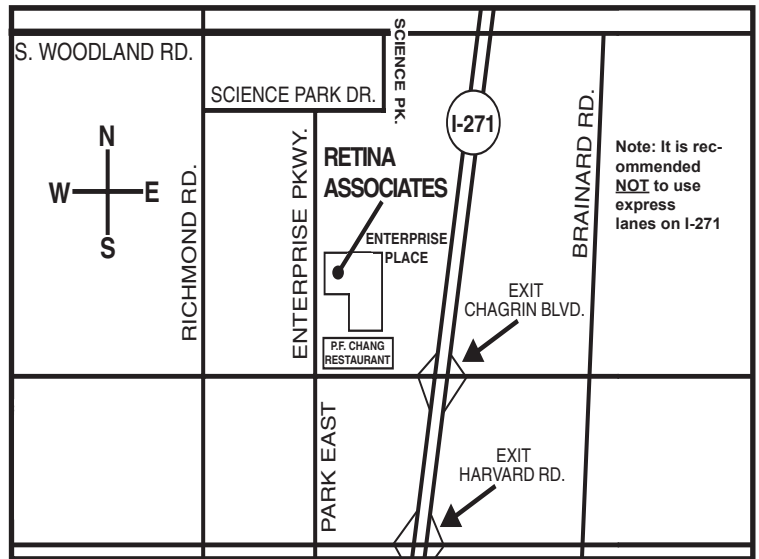 S. WOODLAND RD.
SCIENCE PK.
SCIENCE PARK DR.
I-271
N
W
E
S
RICHMOND RD.
ENTERPRISE PKWY.
RETINA
ASSOCIATES
ENTERPRISE
PLACE
P.F. CHANG
RESTAURANT
BRAINARD RD.
Note: It is rec-
ommended
NOT to use
express
lanes on I-271
EXIT
CHAGRIN BLVD.
PARK EAST
EXIT
HARVARD RD.